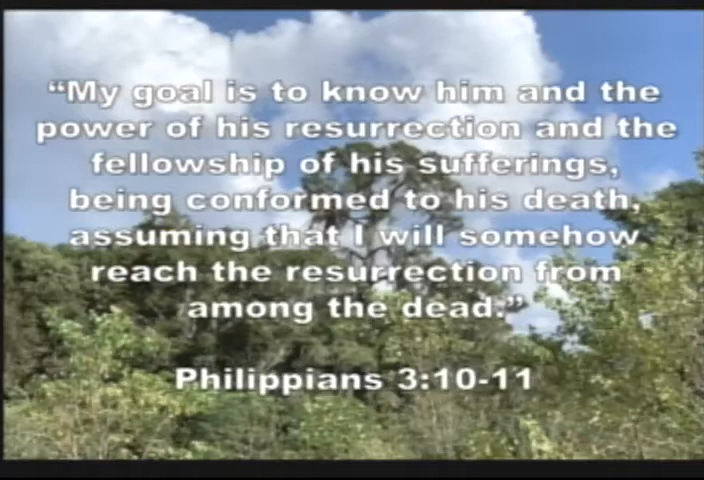 “My goal is to know him and the
power of his resurrection and the
fellowship of his sufferings,
being conformed to his death,
assuming that I will somehow
reach the resurrection from
among the dead.”
Philippians 3:10-11